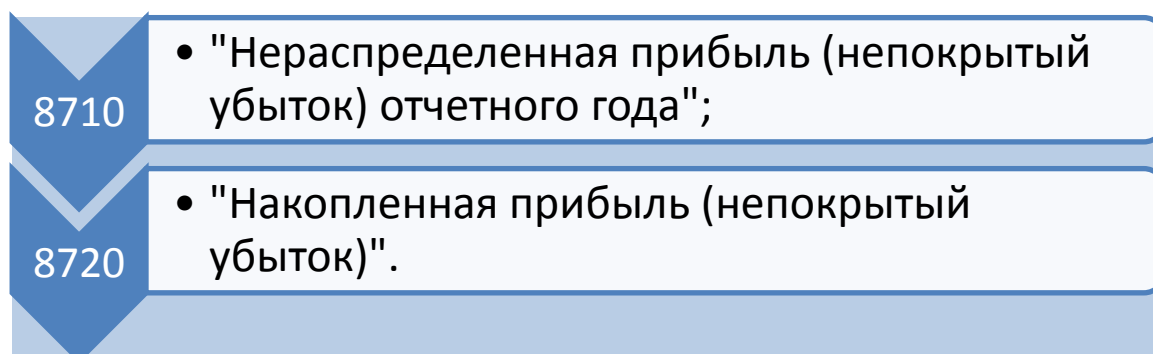 8710
• "Нераспределенная прибыль (непокрытый
убыток) отчетного года";
8720
• "Накопленная прибыль (непокрытый
убыток)".